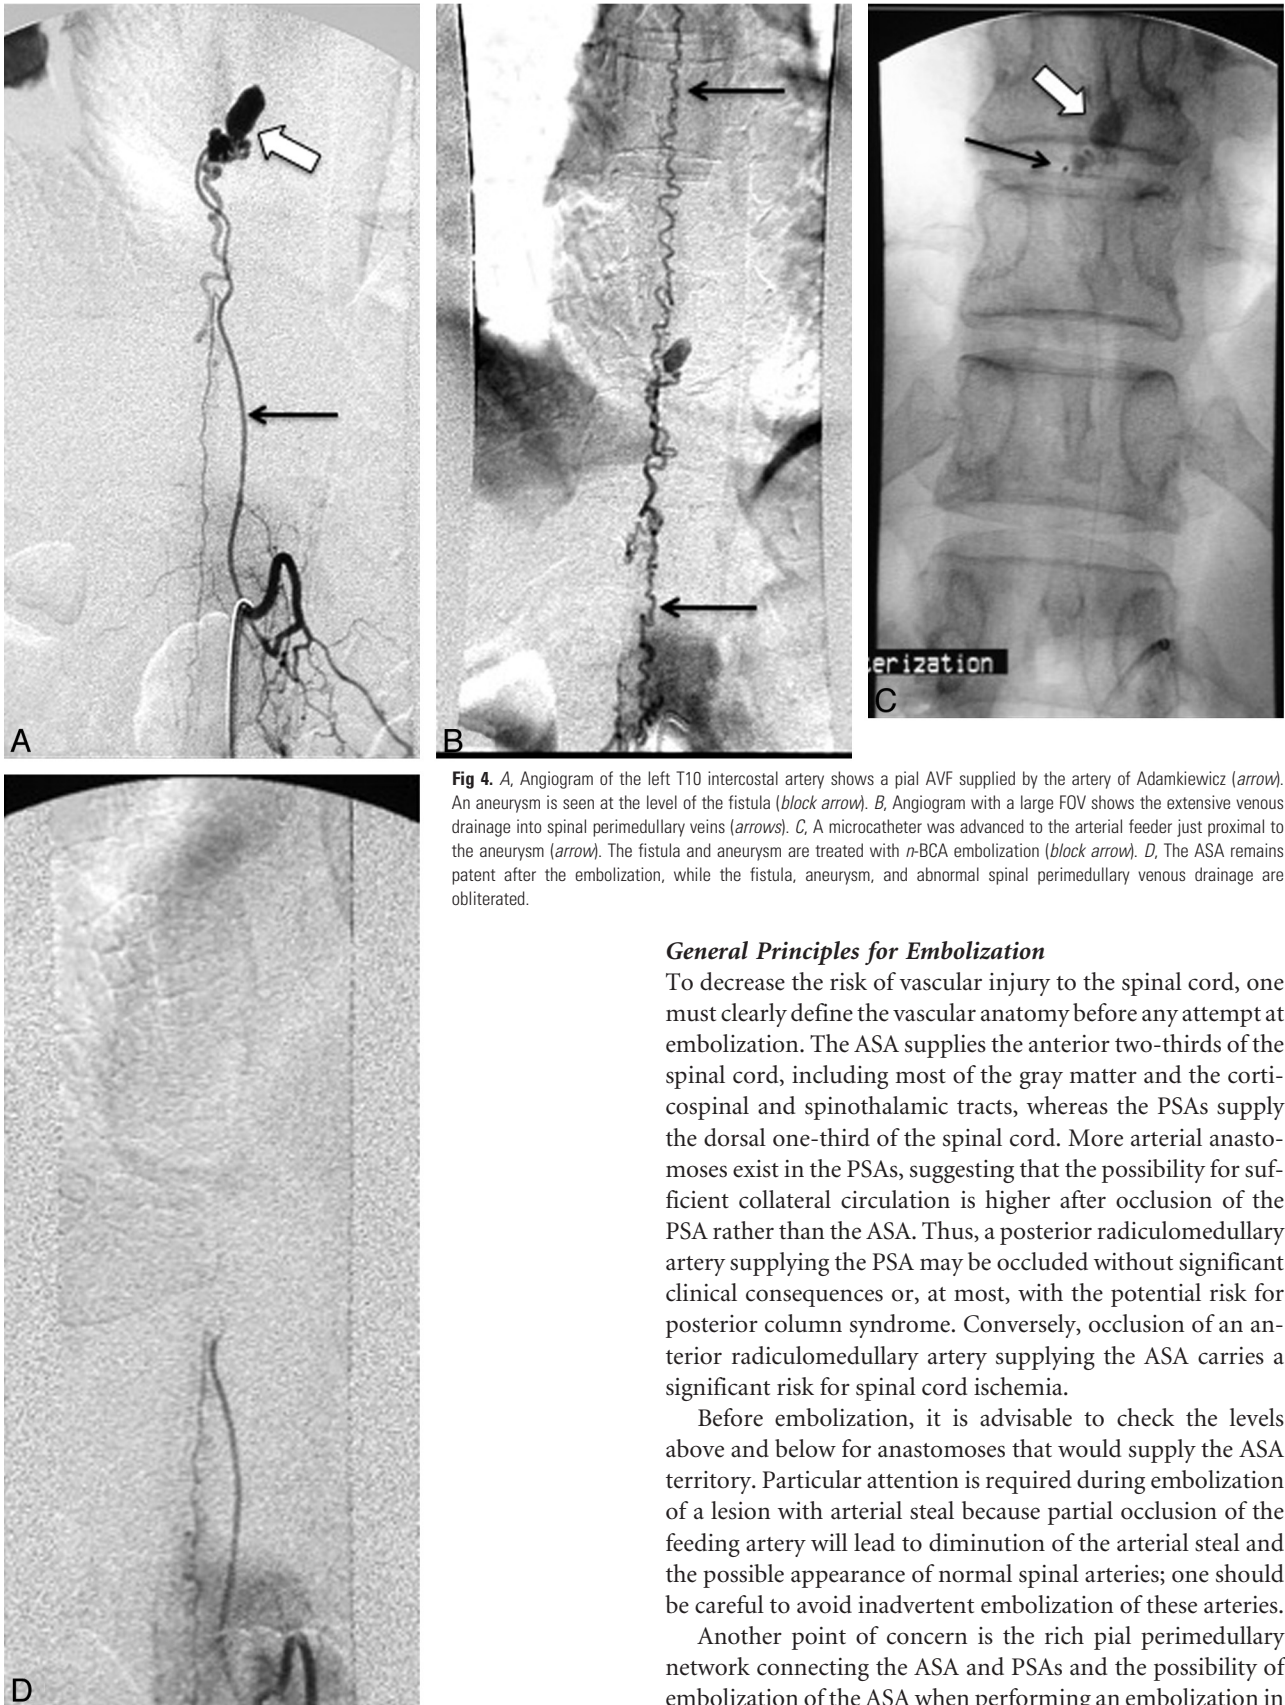 A
B
terization
C
Fig 4. A, Angiogram of the left T10 intercostal artery shows a pial AVF supplied by the artery of Adamkiewicz (arrow).
An aneurysm is seen at the level of the fistula (block arrow). B, Angiogram with a large FOV shows the extensive venous
drainage into spinal perimedullary veins (arrows). C, A microcatheter was advanced to the arterial feeder just proximal to
the aneurysm (arrow). The fistula and aneurysm are treated with n-BCA embolization (block arrow). D, The ASA remains
patent after the embolization, while the fistula, aneurysm, and abnormal spinal perimedullary venous drainage are
obliterated.
D
General Principles for Embolization
To decrease the risk of vascular injury to the spinal cord, one
must clearly define the vascular anatomy before any attempt at
embolization. The ASA supplies the anterior two-thirds of the
spinal cord, including most of the gray matter and the corti-
cospinal and spinothalamic tracts, whereas the PSAs supply
the dorsal one-third of the spinal cord. More arterial anasto-
moses exist in the PSAs, suggesting that the possibility for suf-
ficient collateral circulation is higher after occlusion of the
PSA rather than the ASA. Thus, a posterior radiculomedullary
artery supplying the PSA may be occluded without significant
clinical consequences or, at most, with the potential risk for
posterior column syndrome. Conversely, occlusion of an an-
terior radiculomedullary artery supplying the ASA carries a
significant risk for spinal cord ischemia.
Before embolization, it is advisable to check the levels
above and below for anastomoses that would supply the ASA
territory. Particular attention is required during embolization
of a lesion with arterial steal because partial occlusion of the
feeding artery will lead to diminution of the arterial steal and
the possible appearance of normal spinal arteries; one should
be careful to avoid inadvertent embolization of these arteries.
Another point of concern is the rich pial perimedullary
network connecting the ASA and PSAs and the possibility of
embolization of the ASA when performing an embolization in